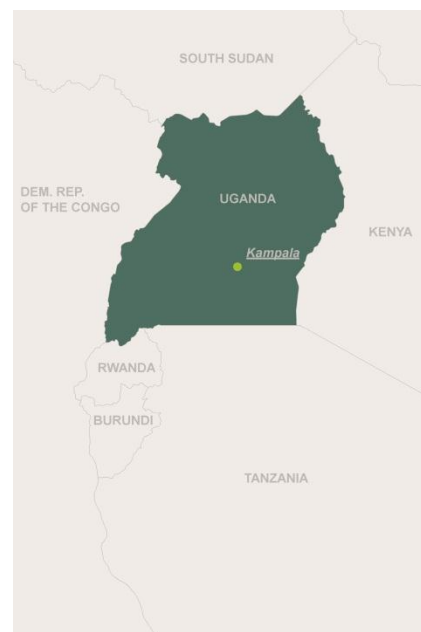 SOUTH SUDAN
DEM. REP.
OF THE CONGO
UGANDA
KENYA
Kampala
RWANDA
BURUNDI
TANZANIA